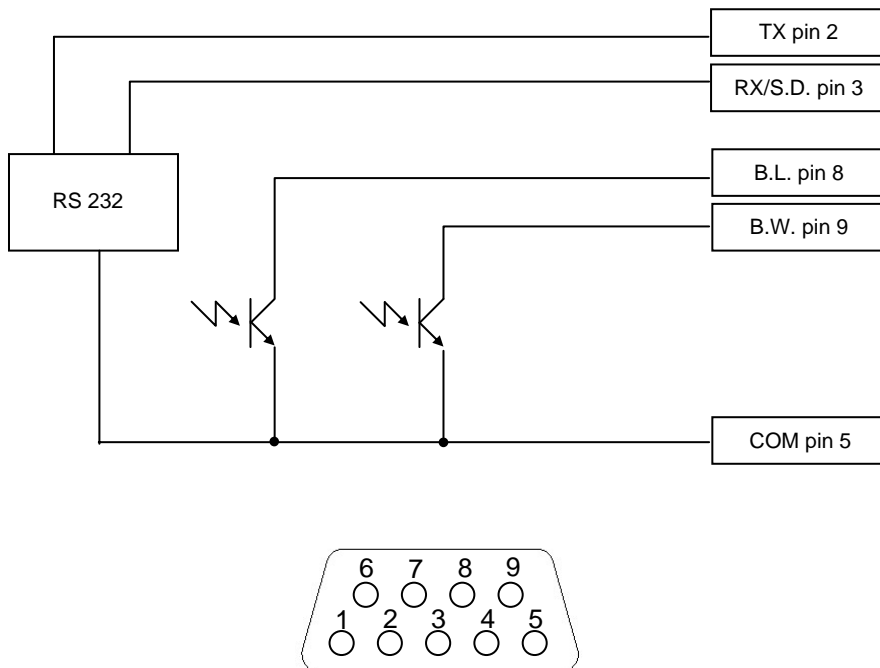 TX pin 2
RX/S.D. pin 3
B.L. pin 8
RS 232
B.W. pin 9
COM pin 5
6 7 8 9
1 2 3 4 5